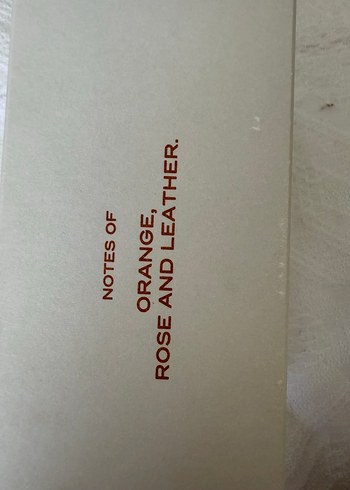 NOTES OF
ORANGE,
ROSE AND LEATHER.